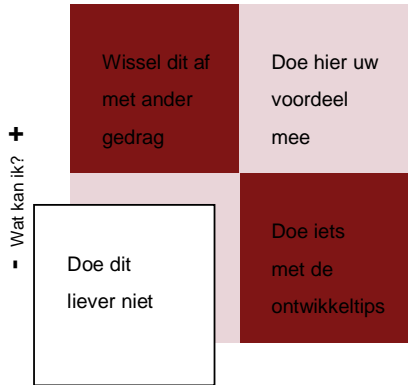 Wissel dit af
met ander
gedrag
Doe hier uw
voordeel
mee
- Wat kan ik? +
Doe dit
liever niet
Doe iets
met de
ontwikkeltips